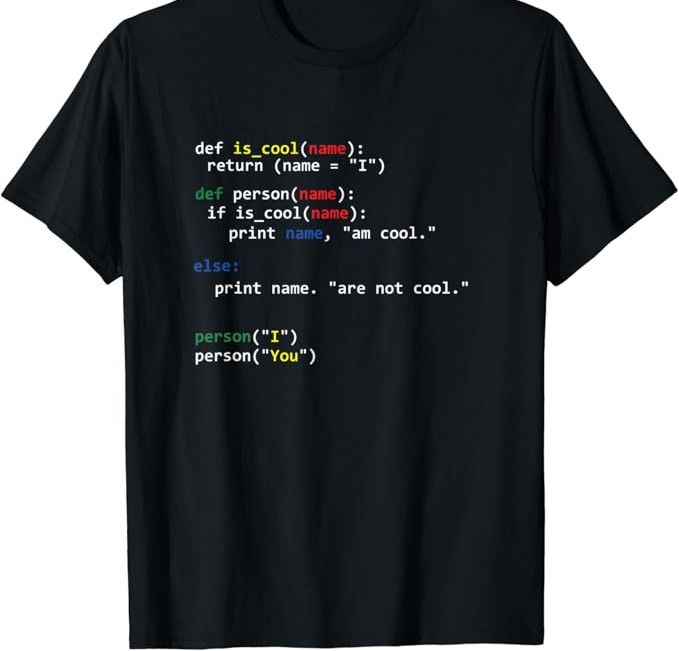 def is_cool(name):
return (name = "I")
def person(name):
if is_cool(name):
print name, "am cool."
else:
print name. "are not cool."
person("I")
person("You")